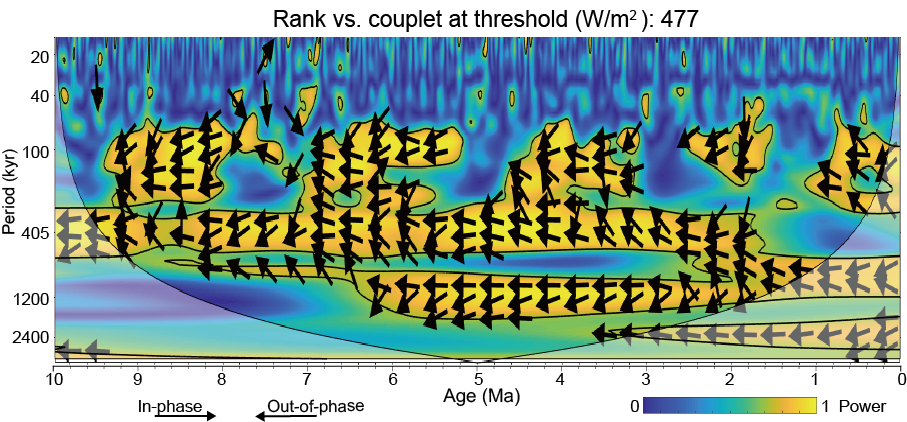 Rank vs. couplet at threshold (W/m²): 477
Period (kyr)
20
40
100
405
1200
2400
10 9 8 7 6 5 4 3 2 1 0
Age (Ma)
In-phase Out-of-phase
0 1 Power